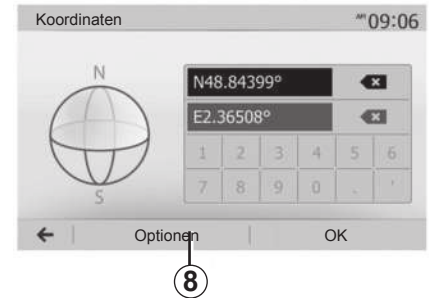 Koordinaten AM 09:06
N
S
N48.84399°
E2.36508°
1 2 3 4 5 6
7 8 9 0 . '
Optionen OK
8